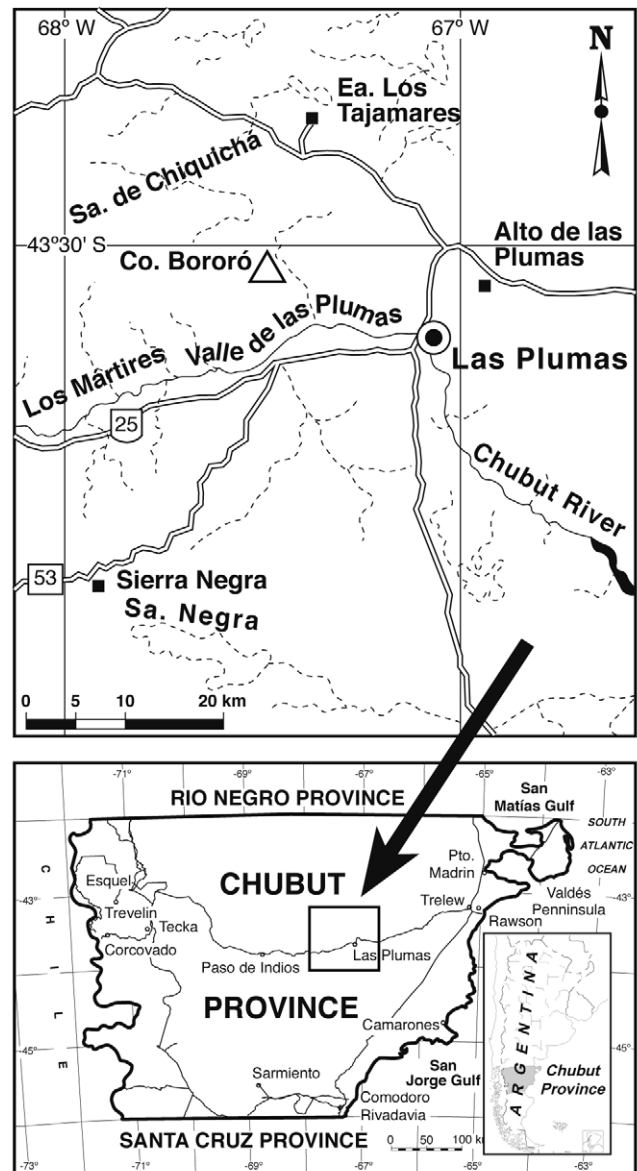 68° W
67° W
N
Ea. Los
Tajamares
Sa. de Chiquichá
43°30' S
Alto de las
Plumas
Co. Bororó
Los Mártires
Valle de las Plumas
Las Plumas
25
Chubut River
53
Sierra Negra
Sa. Negra
0 5 10 20 km
-71° -69° -67° -65° -63°
RIO NEGRO PROVINCE
San
Matías Gulf
SOUTH
ATLANTIC
OCEAN
CHILE
Pto.
Madrin
CHUBUT
Esquel
-43°
-43°
Trevelin
Tecka
Trelew
Valdés
Penninsula
Rawson
Corcovado
Las Plumas
Paso de Indios
PROVINCE
ARGENTINA
Camarones
-45°
-45°
San
Jorge Gulf
Chubut
Province
Sarmiento
Comodoro
Rivadavia
SANTA CRUZ PROVINCE
0 50 100 km
-73° -71° -69° -67° -65° -63°